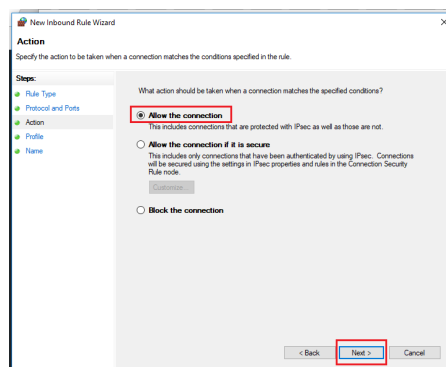 New Inbound Rule Wizard
Action
Specify the action to be taken when a connection matches the conditions specified in the rule.
Steps:
Rule Type
Protocol and Ports
Action
Profile
Name
What action should be taken when a connection matches the specified conditions?
Allow the connection
This includes connections that are protected with IPsec as well as those are not.
Allow the connection if it is secure
This includes only connections that have been authenticated by using IPsec. Connections
will be secured using the settings in IPsec properties and rules in the Connection Security
Rule node.
Customize...
Block the connection
< Back
Next >
Cancel